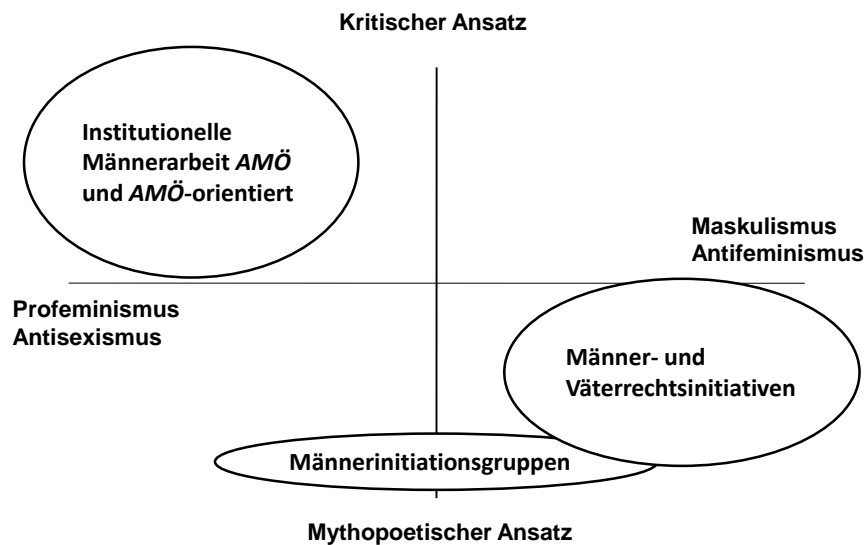 Kritischer Ansatz
Institutionelle
Männerarbeit AMÖ
und AMÖ-orientiert
Maskulismus
Antifeminismus
Profeminismus
Antisexismus
Männer- und
Väterrechtsinitiativen
Männerinitiationsgruppen
Mythopoetischer Ansatz